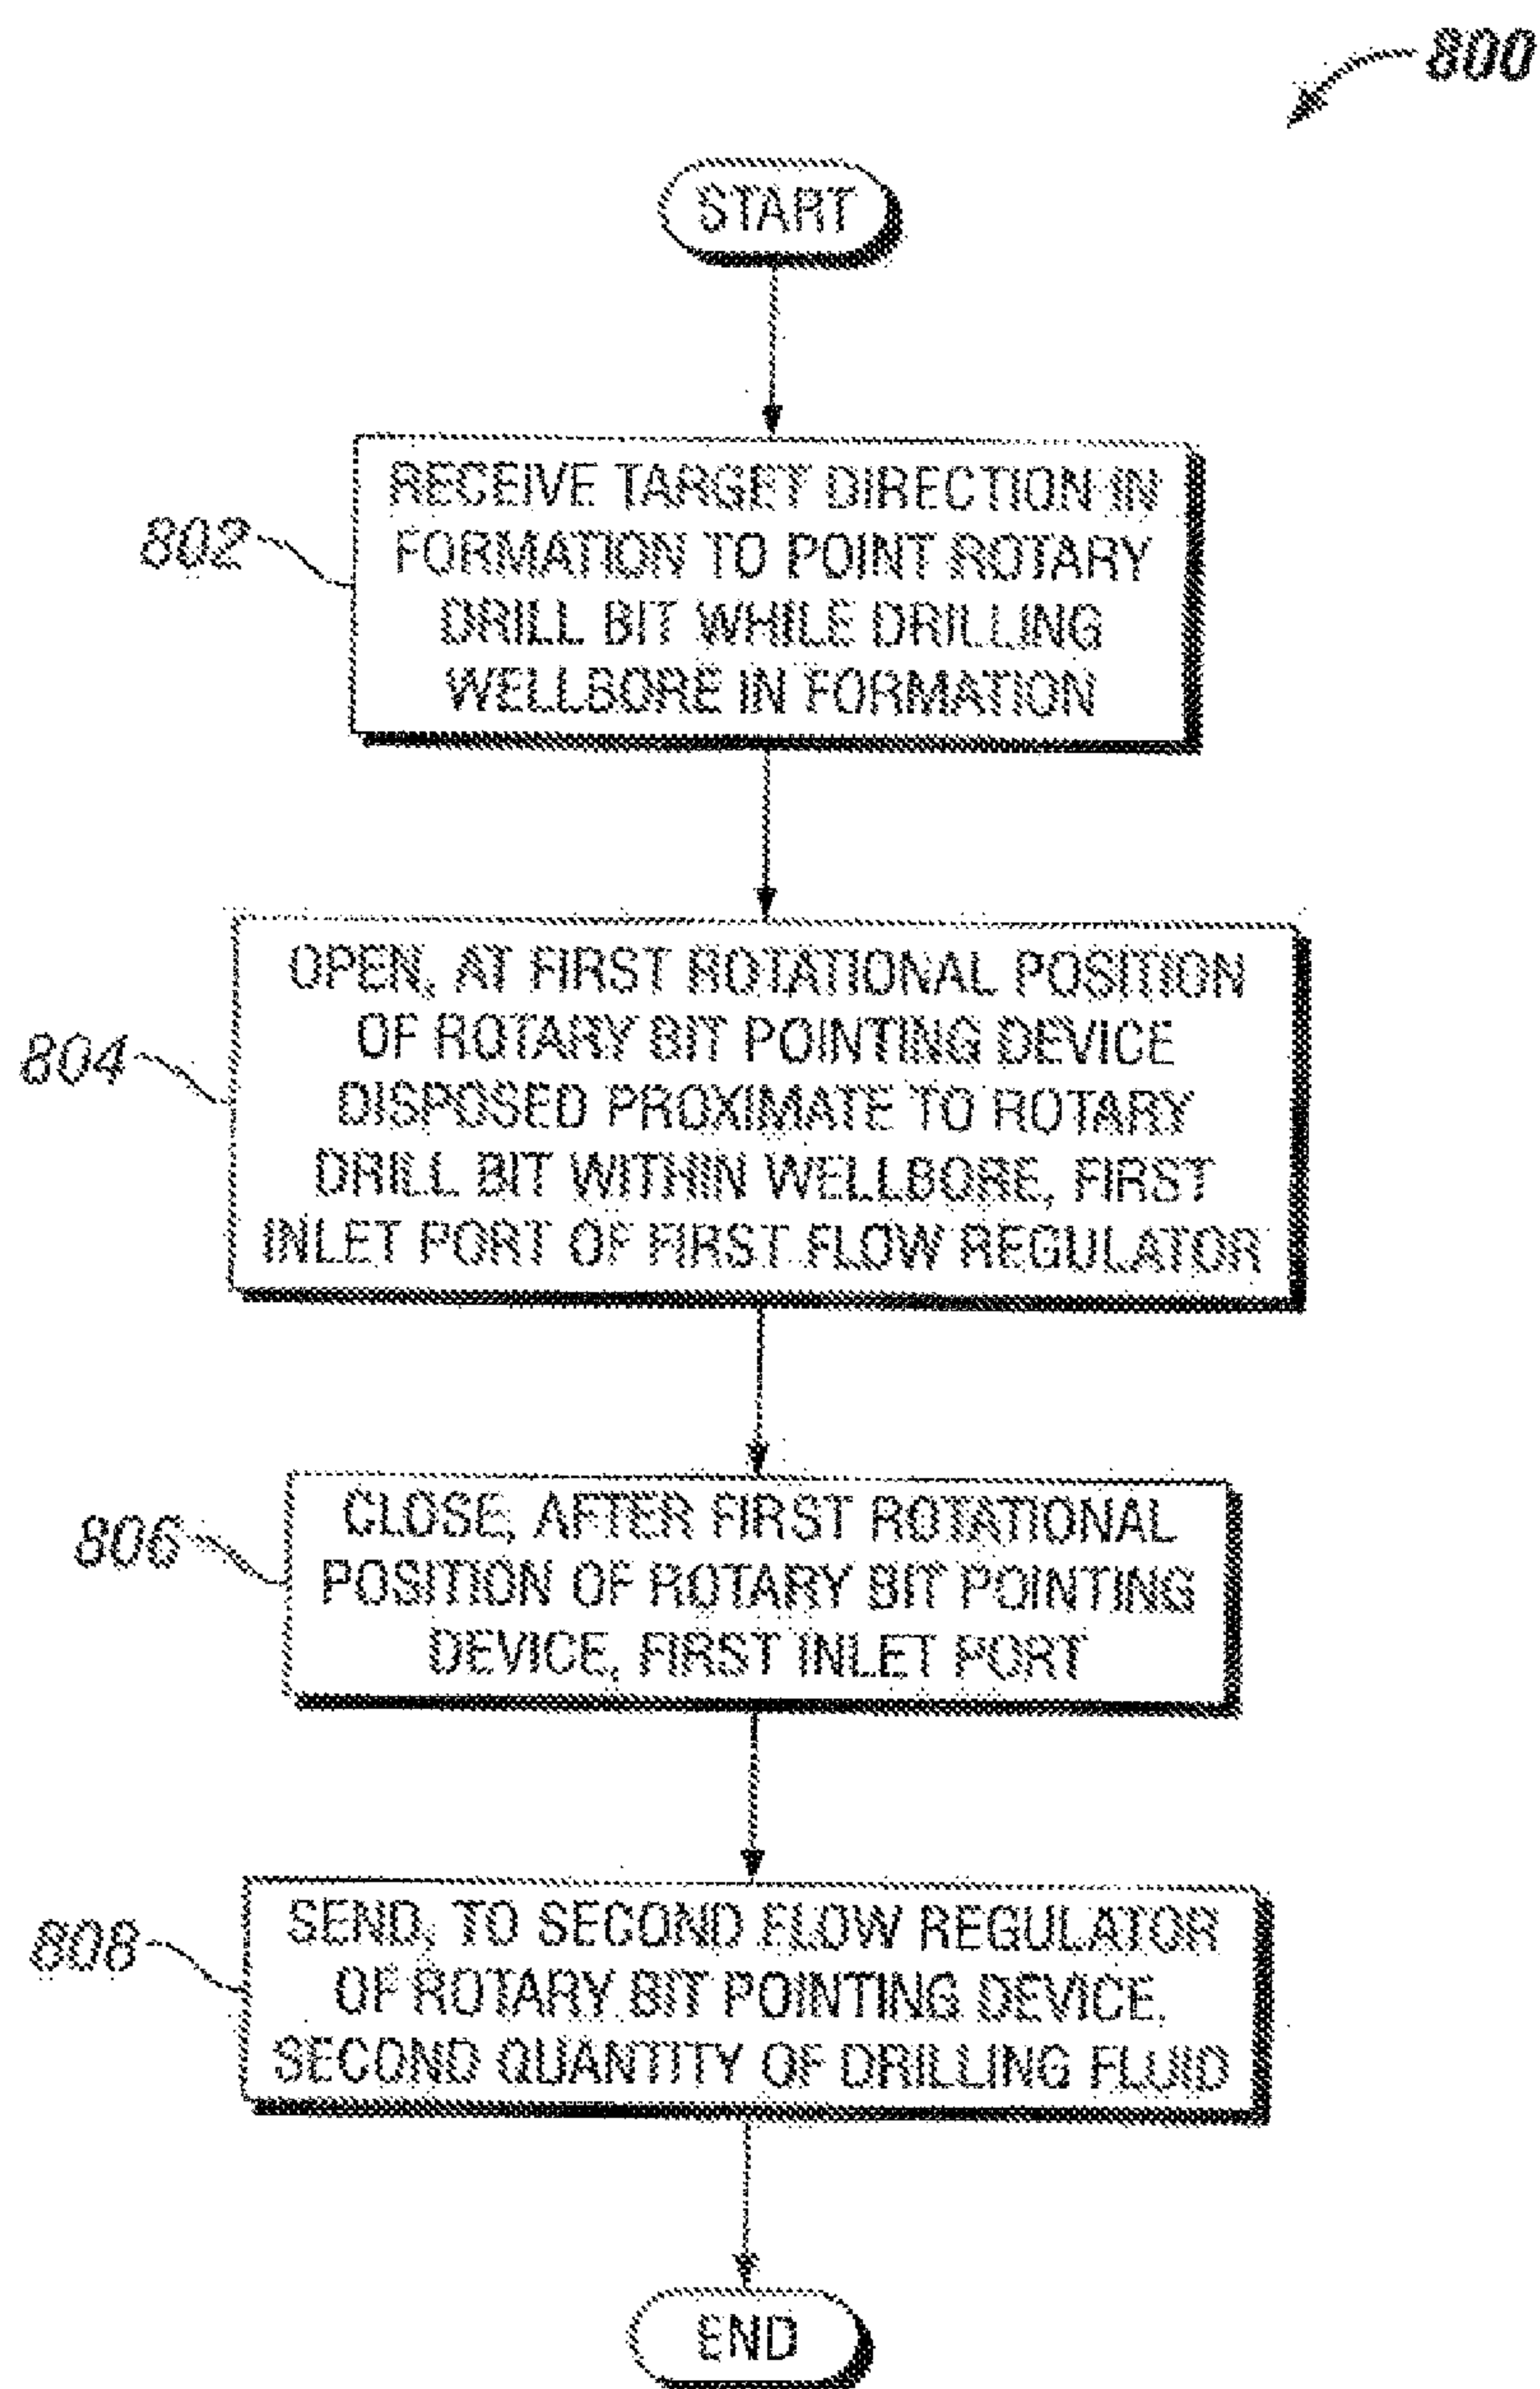 800
START
802
RECEIVE TARGET DIRECTION IN
FORMATION TO POINT ROTARY
DRILL BIT WHILE DRILLING
WELLBORE IN FORMATION
804
OPEN, AT FIRST ROTATIONAL POSITION
OF ROTARY BIT POINTING DEVICE
DISPOSED PROXIMATE TO ROTARY
DRILL BIT WITHIN WELLBORE, FIRST
INLET PORT OF FIRST FLOW REGULATOR
806
CLOSE, AFTER FIRST ROTATIONAL
POSITION OF ROTARY BIT POINTING
DEVICE, FIRST INLET PORT
808
SEND, TO SECOND FLOW REGULATOR
OF ROTARY BIT POINTING DEVICE,
SECOND QUANTITY OF DRILLING FLUID
END